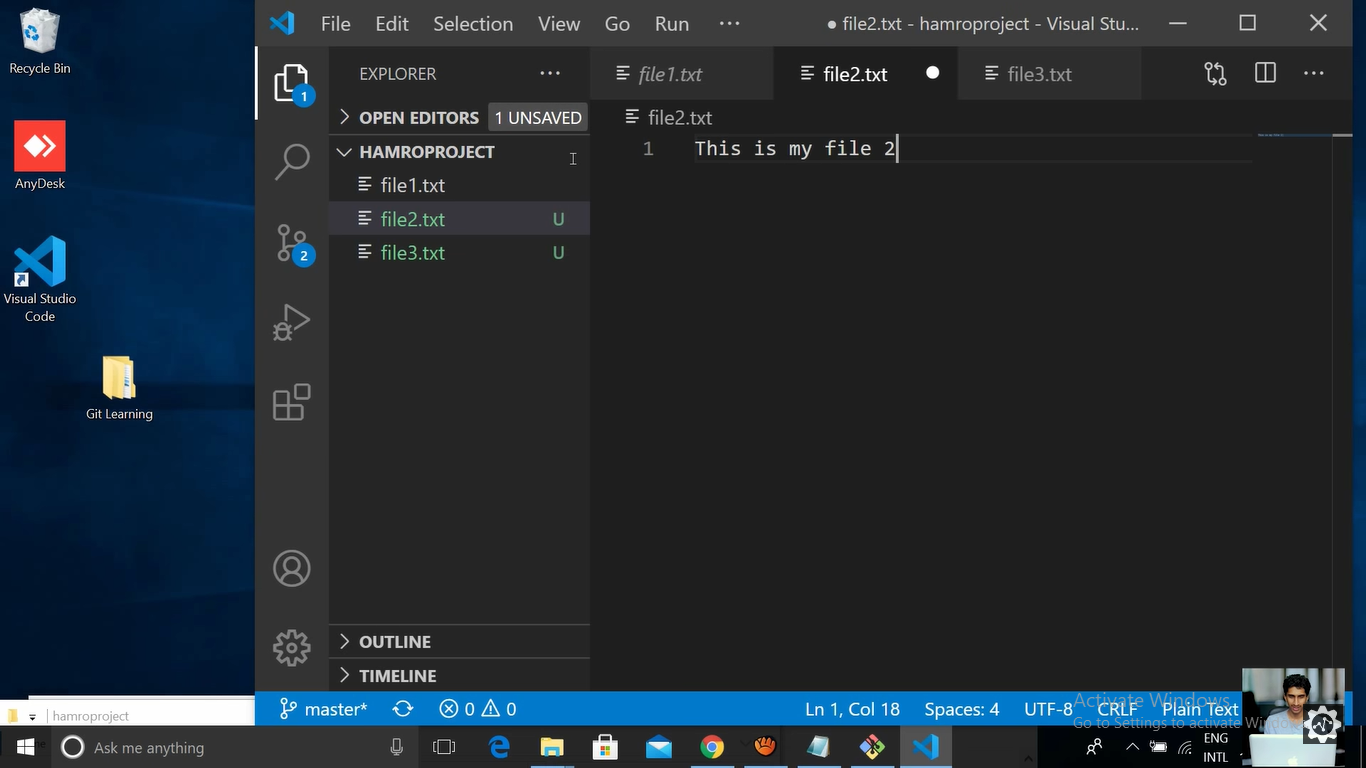 Recycle Bin
AnyDesk
Visual Studio
Code
Git Learning
File Edit Selection View Go Run ···
● file2.txt - hamroproject - Visual Stu...
EXPLORER ···
OPEN EDITORS 1 UNSAVED
HAMROPROJECT
file1.txt
file2.txt U
file3.txt U
OUTLINE
TIMELINE
1
2
file1.txt file2.txt file3.txt
file2.txt
1 This is my file 2
master* 0 0 Ln 1, Col 18 Spaces: 4 UTF-8 CRLF Plain Text
Activate Windows
Go to Settings to activate Windows
hamroproject
Ask me anything
ENG
INTL